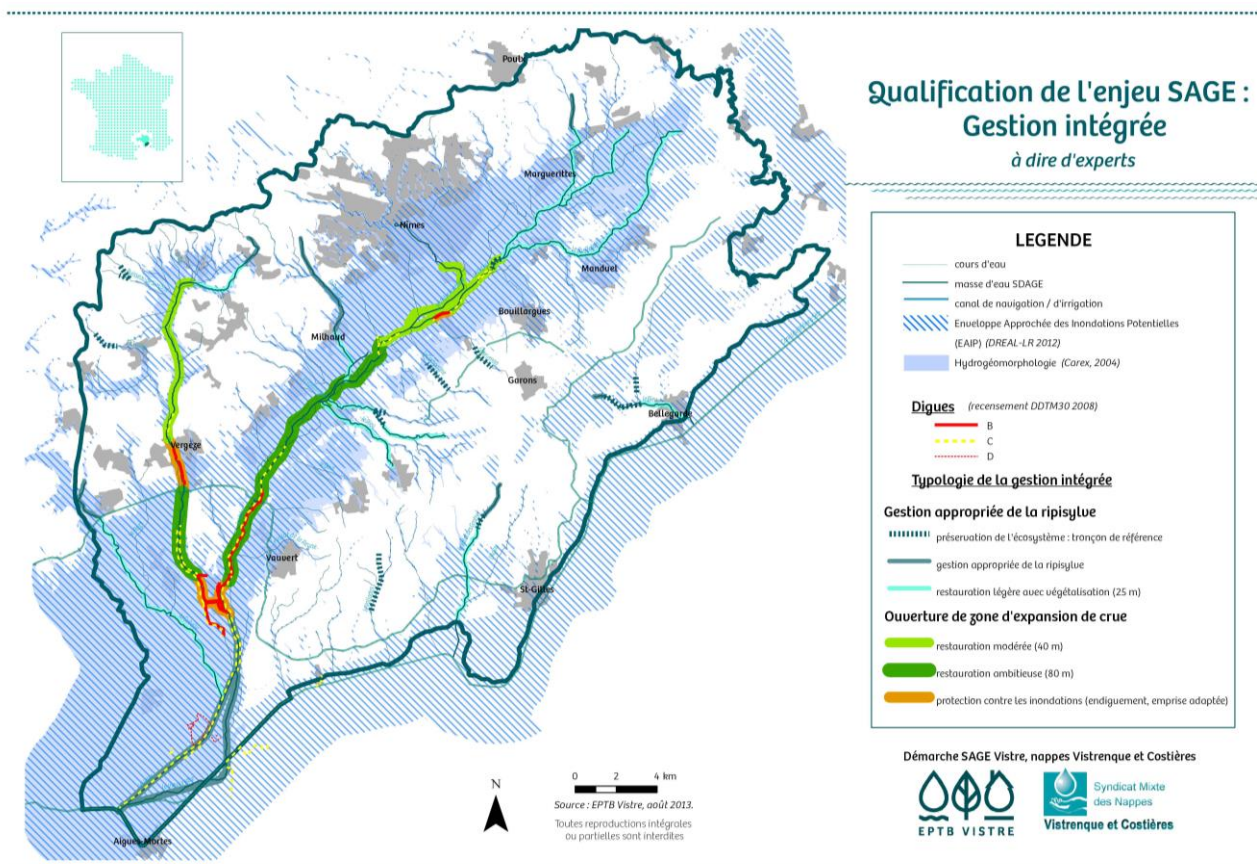 Qualification de l'enjeu SAGE :
Gestion intégrée
à dire d'experts
LEGENDE
cours d'eau
masse d'eau SDAGE
canal de navigation / d'irrigation
Enveloppe Approchée des Inondations Potentielles
(EAIP) (DREAL-LR 2012)
Hydrogéomorphologie (Carex, 2004)
Digues (recensement DDTM30 2008)
B
C
D
Typologie de la gestion intégrée
Gestion appropriée de la ripisylve
préservation de l'écosystème : tronçon de référence
gestion appropriée de la ripisylve
restauration légère avec végétalisation (25 m)
Ouverture de zone d'expansion de crue
restauration modérée (40 m)
restauration ambitieuse (80 m)
protection contre les inondations (endiguement, emprise adaptée)
Démarche SAGE Vistre, nappes Vistrenque et Costières
EPTB VISTRE
Syndicat Mixte
des Nappes
Vistrenque et Costières
Poulx
Marguerittes
Nîmes
Manduel
Bouillargues
Milhaud
Garons
Bellegarde
Vergèze
Vauvert
St-Gilles
Aigues-Mortes
N
0 2 4 km
Source : EPTB Vistre, août 2013.
Toutes reproductions intégrales
ou partielles sont interdites